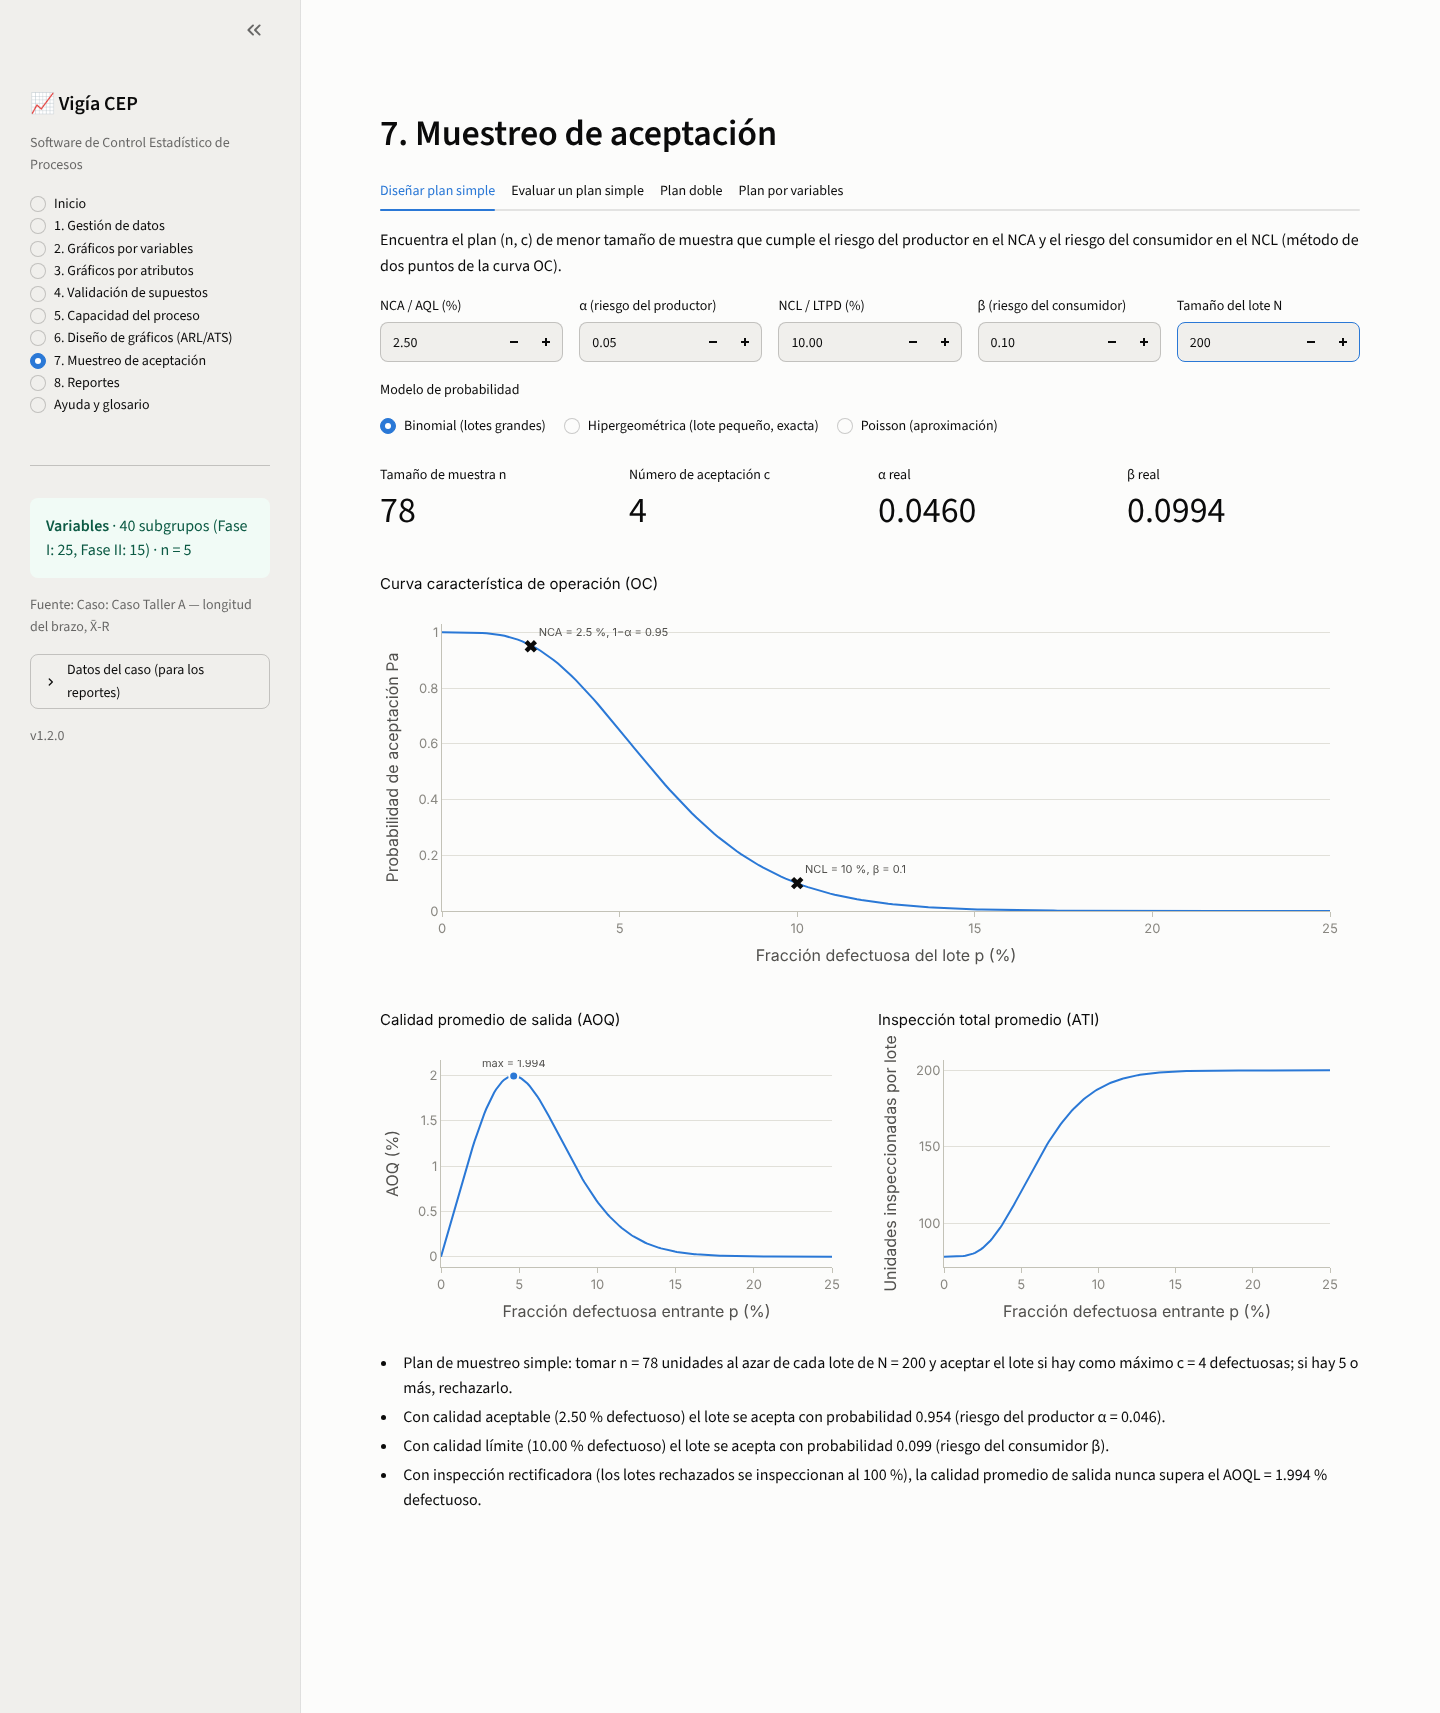 📈 Vigía CEP
Software de Control Estadístico de
Procesos
Inicio
1. Gestión de datos
2. Gráficos por variables
3. Gráficos por atributos
4. Validación de supuestos
5. Capacidad del proceso
6. Diseño de gráficos (ARL/ATS)
7. Muestreo de aceptación
8. Reportes
Ayuda y glosario
Variables · 40 subgrupos (Fase
I: 25, Fase II: 15) · n = 5
Fuente: Caso: Caso Taller A — longitud
del brazo, X̄-R
Datos del caso (para los
reportes)
v1.2.0
7. Muestreo de aceptación
Diseñar plan simple Evaluar un plan simple Plan doble Plan por variables
Encuentra el plan (n, c) de menor tamaño de muestra que cumple el riesgo del productor en el NCA y el riesgo del consumidor en el NCL (método de
dos puntos de la curva OC).
NCA / AQL (%) α (riesgo del productor) NCL / LTPD (%) β (riesgo del consumidor) Tamaño del lote N
2.50 − + 0.05 − + 10.00 − + 0.10 − + 200 − +
Modelo de probabilidad
Binomial (lotes grandes) Hipergeométrica (lote pequeño, exacta) Poisson (aproximación)
Tamaño de muestra n Número de aceptación c α real β real
78 4 0.0460 0.0994
Curva característica de operación (OC)
NCA = 2.5 %, 1−α = 0.95
NCL = 10 %, β = 0.1
Probabilidad de aceptación Pa
1
0.8
0.6
0.4
0.2
0
0 5 10 15 20 25
Fracción defectuosa del lote p (%)
Calidad promedio de salida (AOQ)
max = 1.994
AOQ (%)
2
1.5
1
0.5
0
0 5 10 15 20 25
Fracción defectuosa entrante p (%)
Inspección total promedio (ATI)
Unidades inspeccionadas por lote
200
150
100
0 5 10 15 20 25
Fracción defectuosa entrante p (%)
• Plan de muestreo simple: tomar n = 78 unidades al azar de cada lote de N = 200 y aceptar el lote si hay como máximo c = 4 defectuosas; si hay 5 o
más, rechazarlo.
• Con calidad aceptable (2.50 % defectuoso) el lote se acepta con probabilidad 0.954 (riesgo del productor α = 0.046).
• Con calidad límite (10.00 % defectuoso) el lote se acepta con probabilidad 0.099 (riesgo del consumidor β).
• Con inspección rectificadora (los lotes rechazados se inspeccionan al 100 %), la calidad promedio de salida nunca supera el AOQL = 1.994 %
defectuoso.